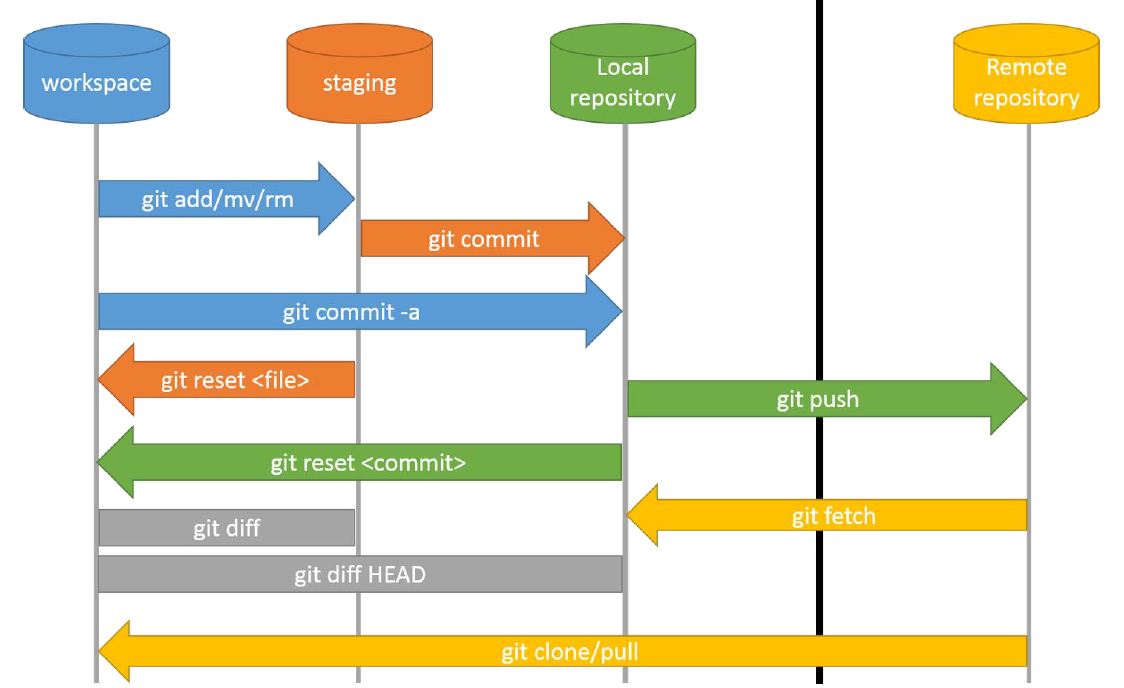 workspace
staging
Local
repository
Remote
repository
git add/mv/rm
git commit
git commit -a
git reset <file>
git push
git reset <commit>
git fetch
git diff
git diff HEAD
git clone/pull